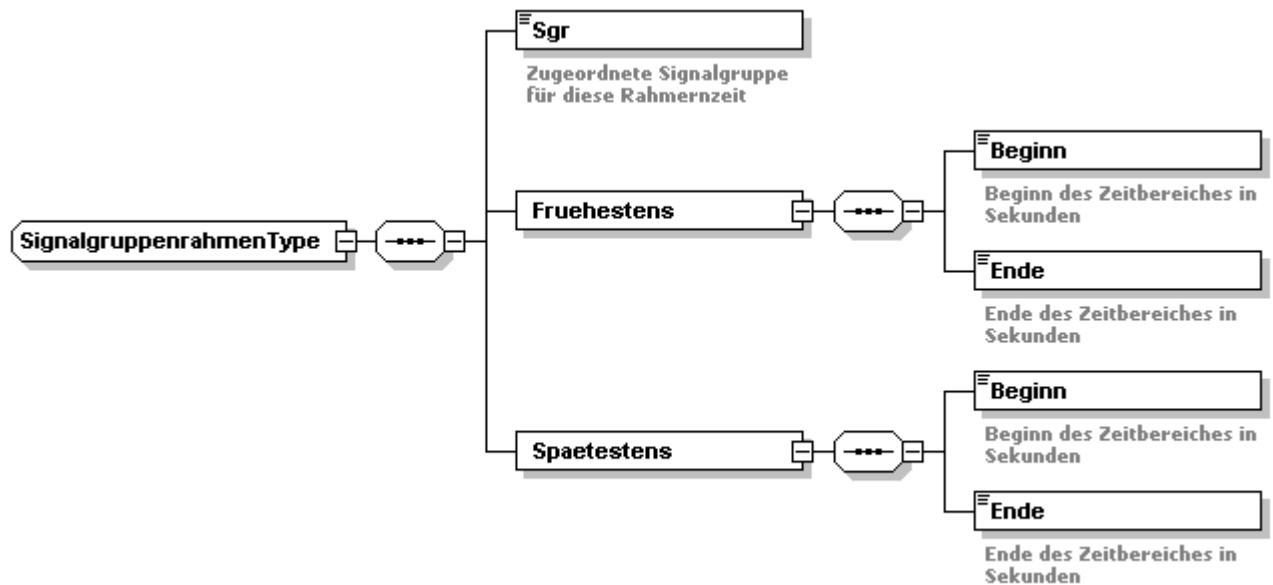 Sgr
Zugeordnete Signalgruppe
für diese Rahmernzeit
SignalgruppenrahmenType
Fruehestens
Beginn
Beginn des Zeitbereiches in
Sekunden
Ende
Ende des Zeitbereiches in
Sekunden
Spaetestens
Beginn
Beginn des Zeitbereiches in
Sekunden
Ende
Ende des Zeitbereiches in
Sekunden